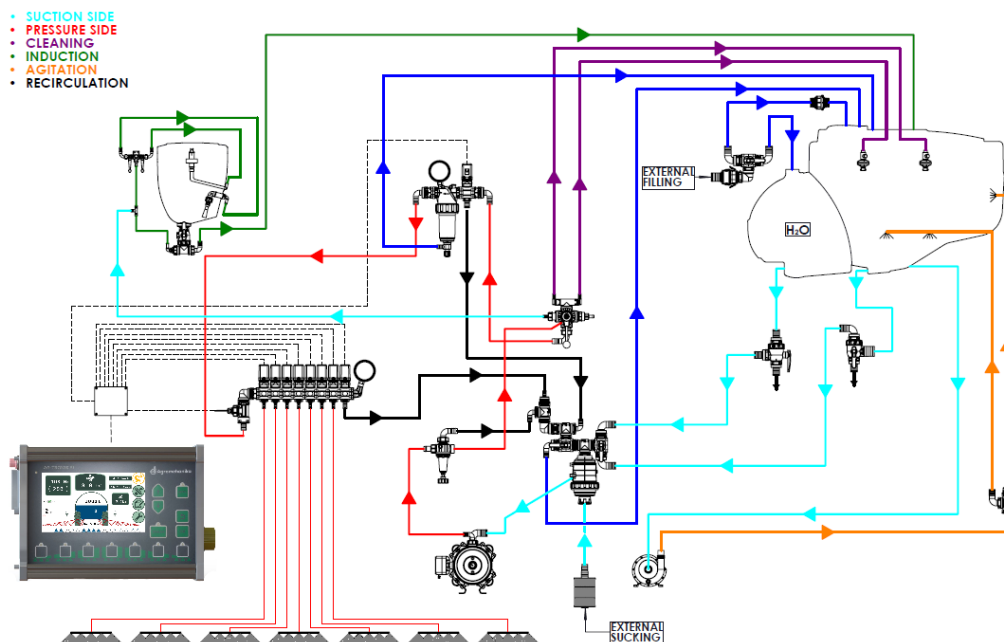 • SUCTION SIDE
• PRESSURE SIDE
• CLEANING
• INDUCTION
• AGITATION
• RECIRCULATION
EXTERNAL
FILLING
H₂O
EXTERNAL
SUCKING